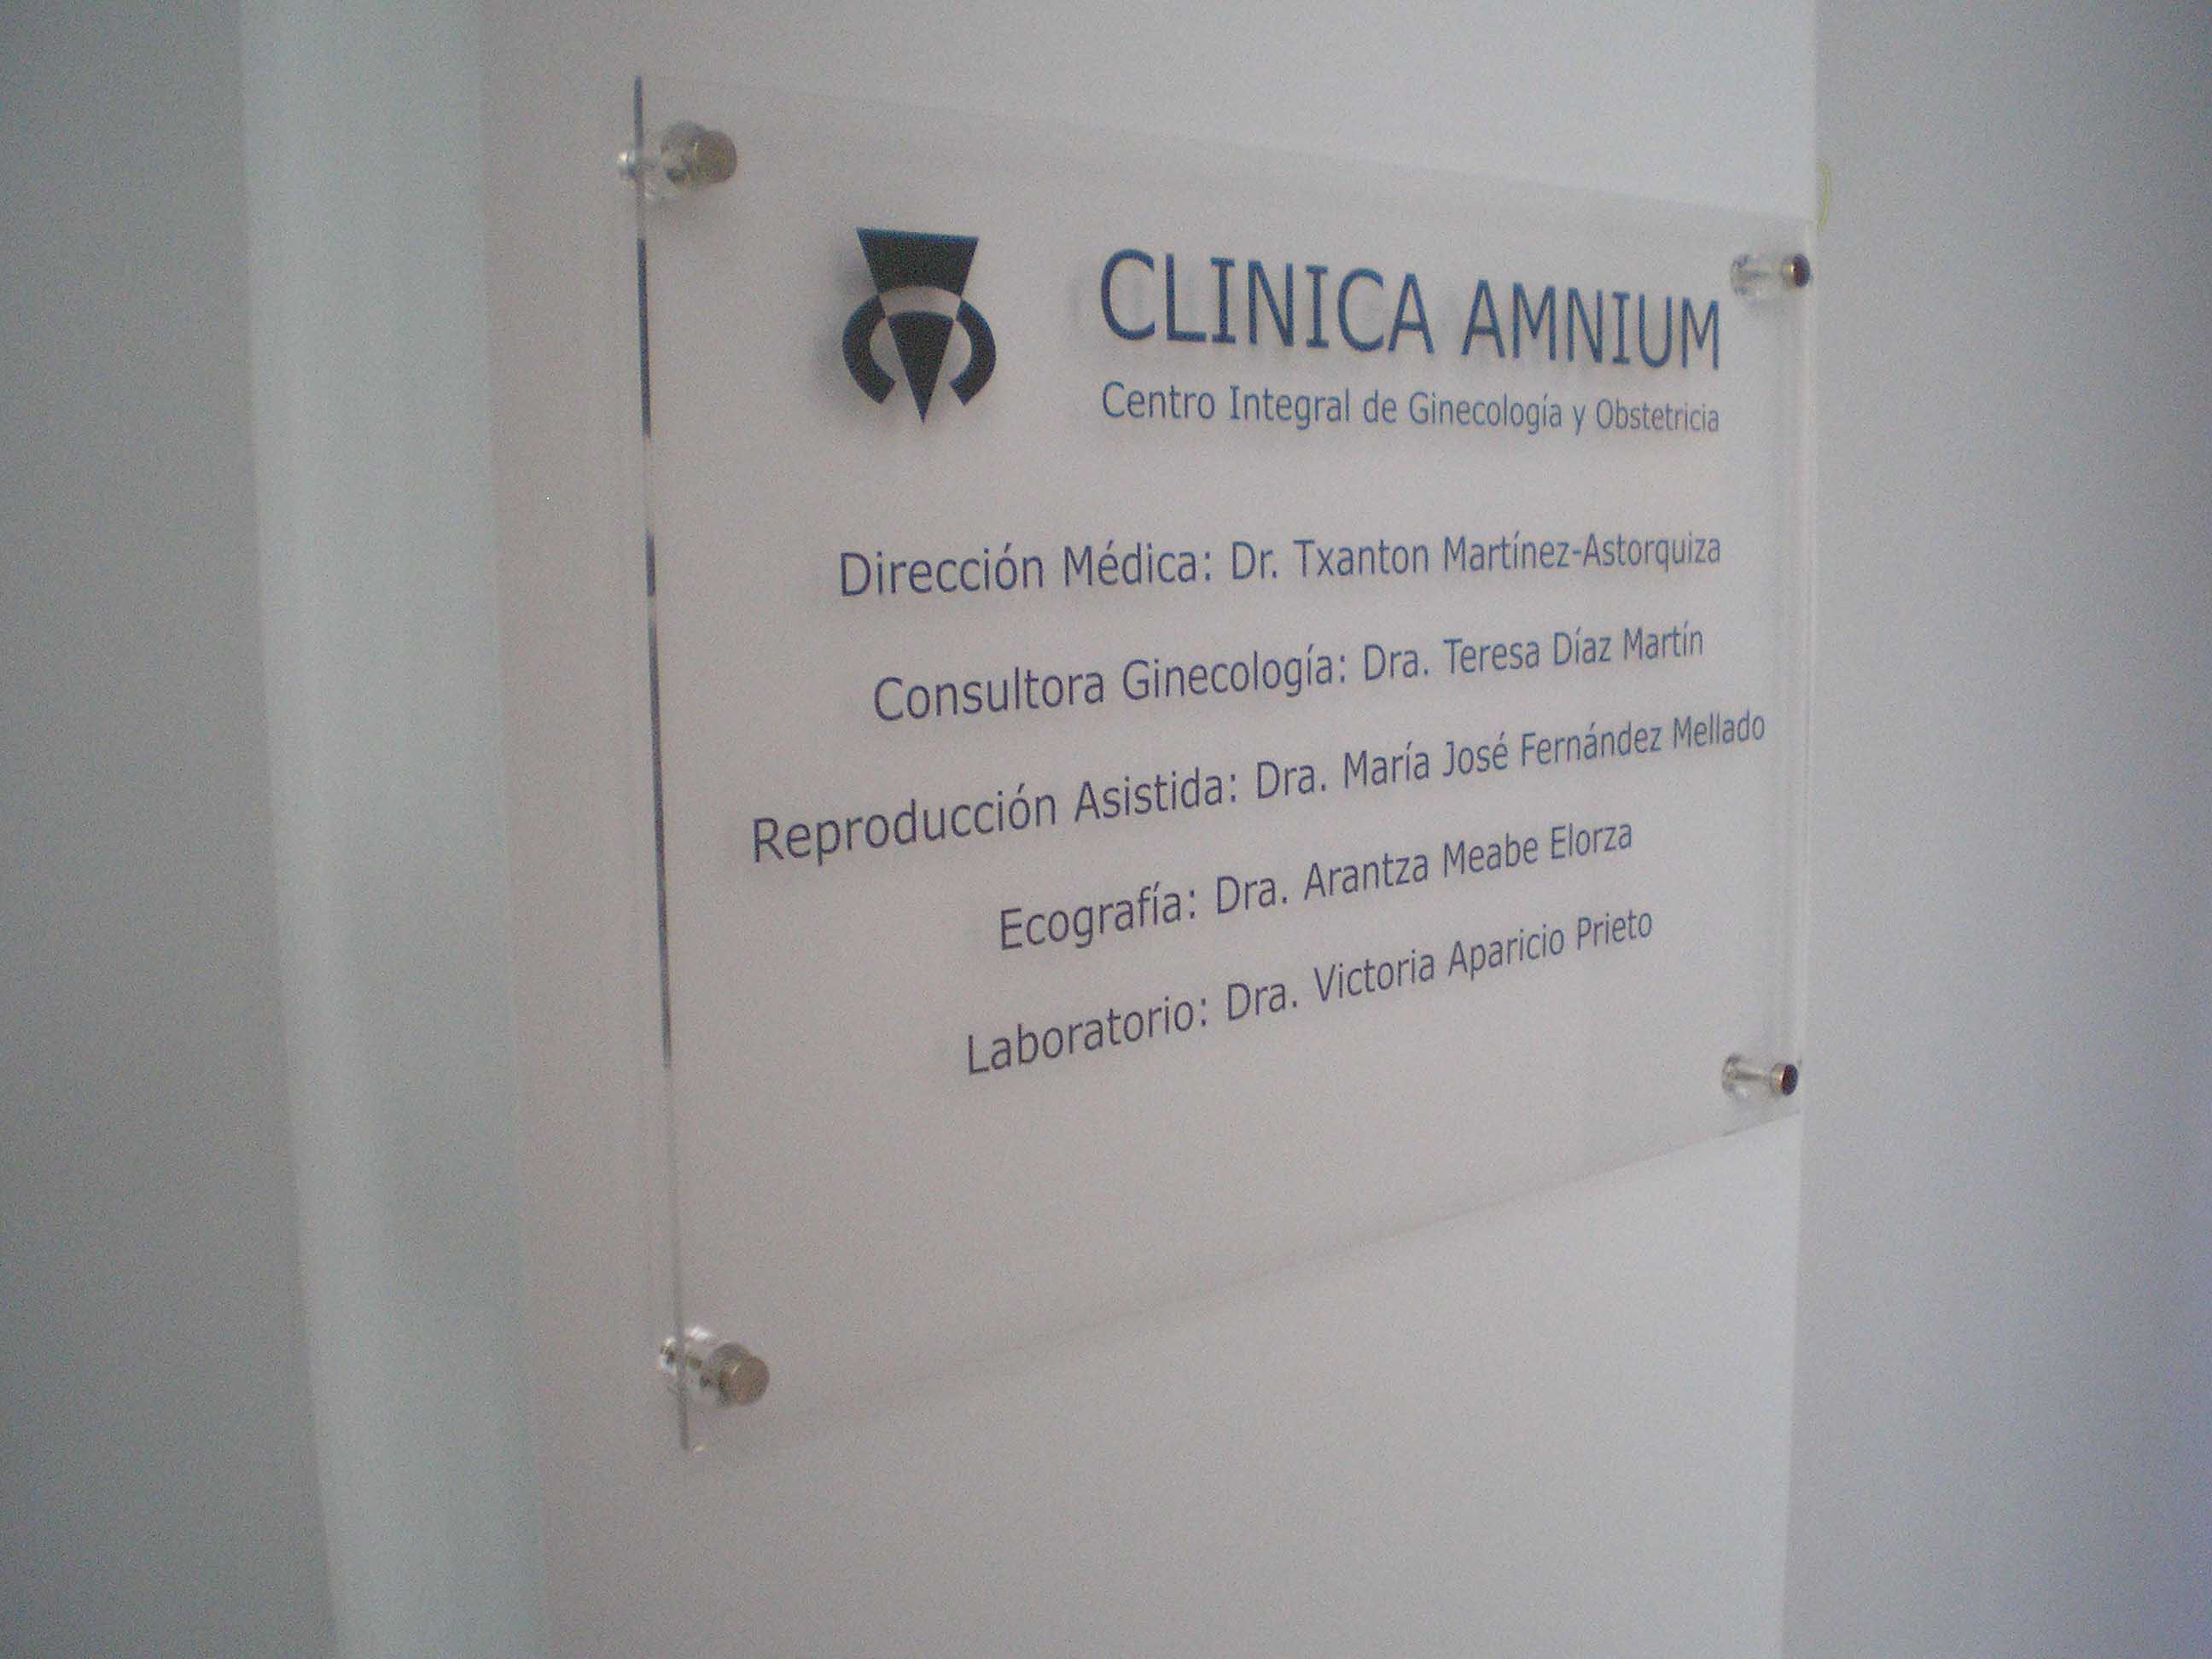 CLINICA AMNIUM
Centro Integral de Ginecología y Obstetricia
Dirección Médica: Dr. Txanton Martínez-Astorquiza
Consultora Ginecología: Dra. Teresa Díaz Martín
Reproducción Asistida: Dra. María José Fernández Mellado
Ecografía: Dra. Arantza Meabe Elorza
Laboratorio: Dra. Victoria Aparicio Prieto